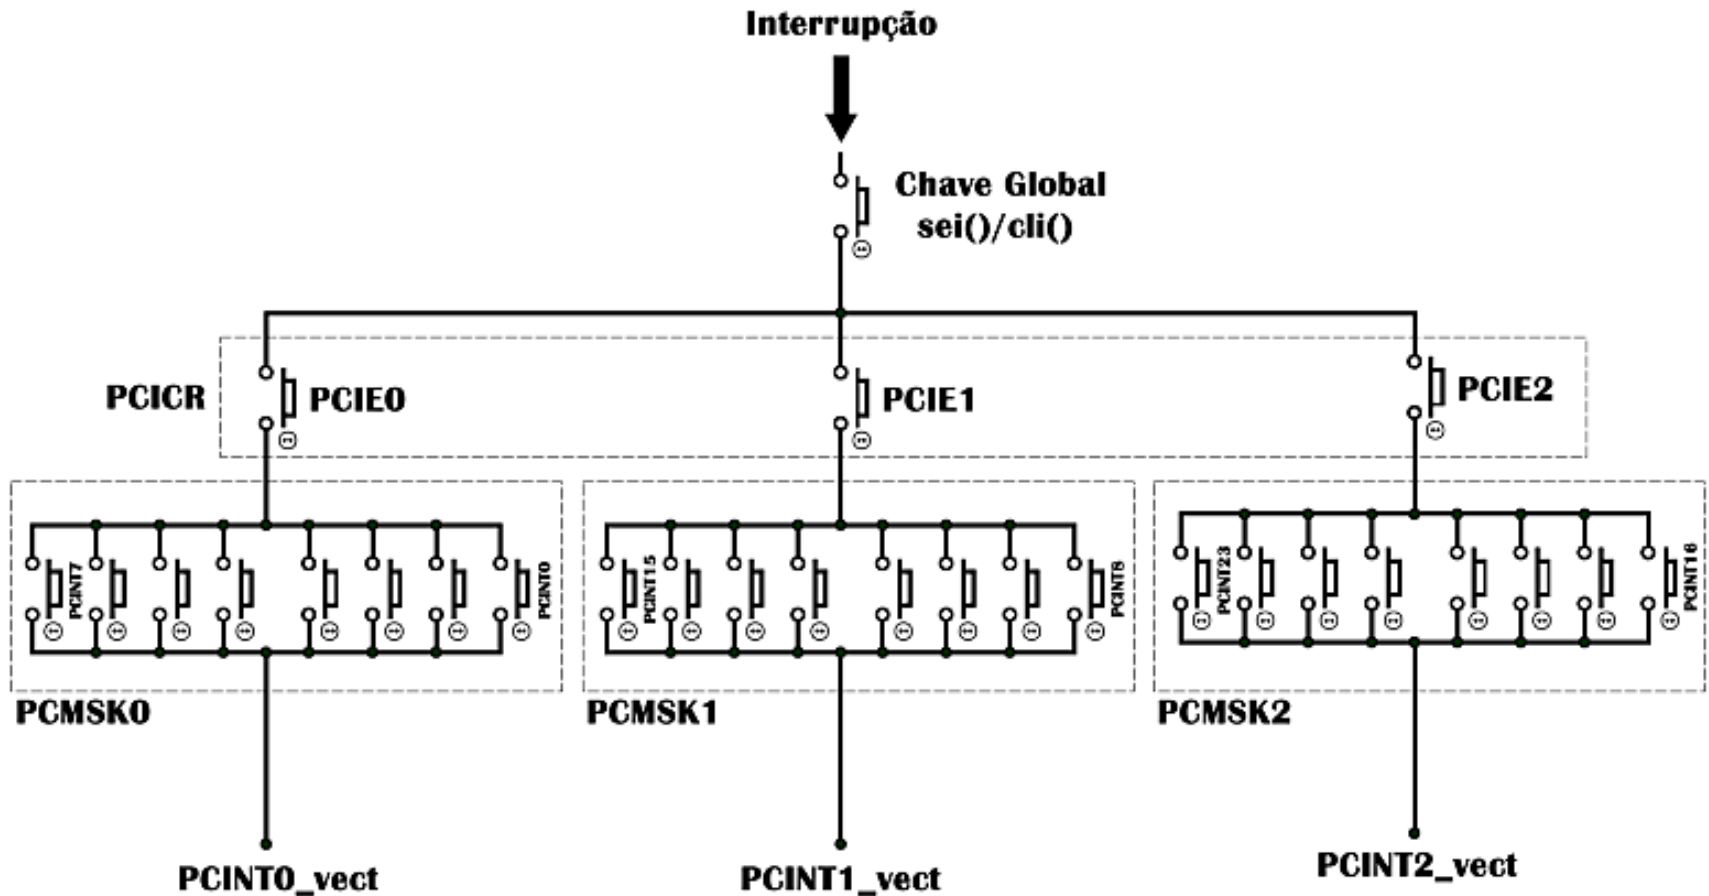 Interrupção
Chave Global
sei()/cli()
PCICR
PCIE0
PCIE1
PCIE2
PCINT7
PCINT0
PCINT15
PCINT8
PCINT23
PCINT16
PCMSK0
PCMSK1
PCMSK2
PCINT0_vect
PCINT1_vect
PCINT2_vect